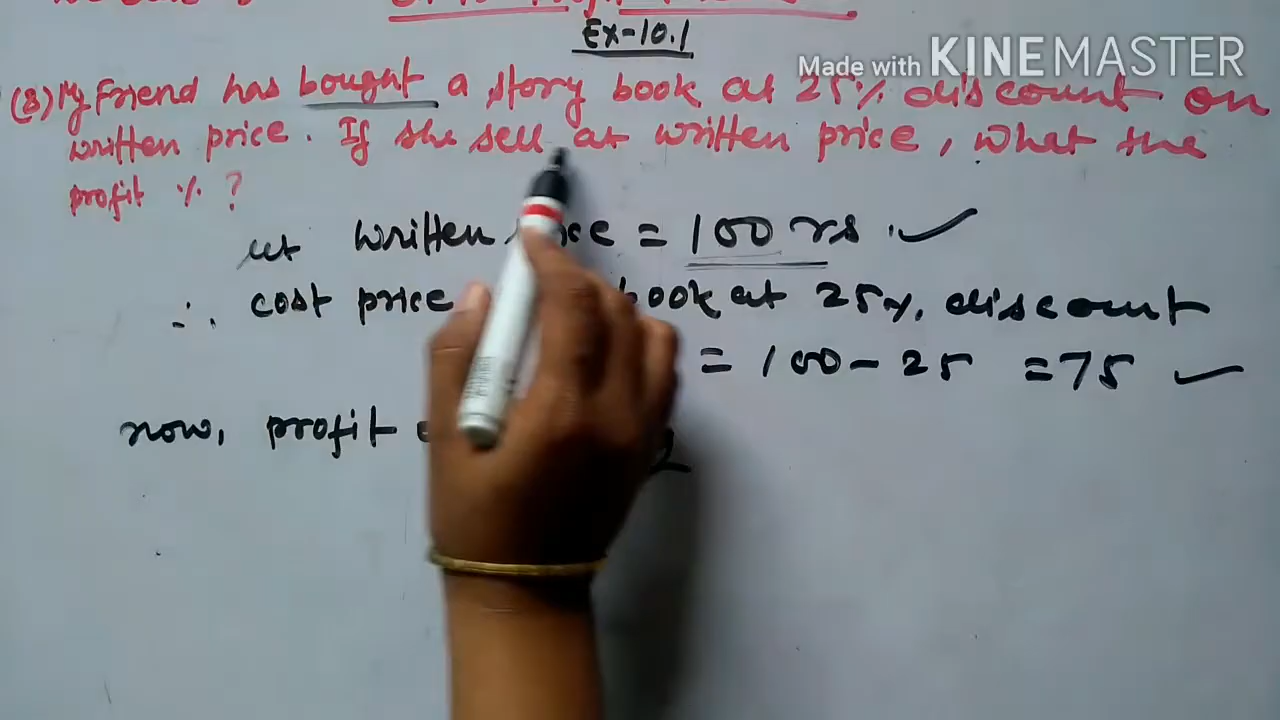 Ex-10.1
Made with KINEMASTER
(8) My Friend has bought a story book at 25% discount on
written price. If she sell at written price, what the
profit % ?
let written = 100 rs.
∴ cost price book at 25% discount
= 100 - 25 = 75
now, profit